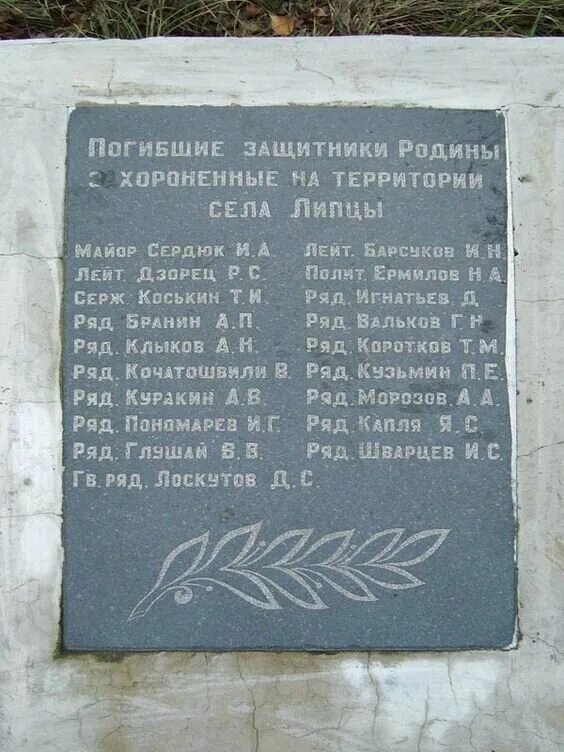 Погибшие защитники Родины
захороненные на территории
села Липцы
Майор Сердюк И.А.
Лейт. Дзорец Р.С.
Серж. Коськин Т.И.
Ряд. Бранин А.П.
Ряд. Клыков А.Н.
Ряд. Кочатошвили В.
Ряд. Куракин А.В.
Ряд. Пономарев И.Г.
Ряд. Глушай В.В.
Гв. ряд. Лоскутов Д.С.
Лейт. Барсуков И.Н.
Полит. Ермилов Н.А.
Ряд. Игнатьев Д.
Ряд. Вальков Г.Н.
Ряд. Коротков Т.М.
Ряд. Кузьмин П.Е.
Ряд. Морозов А.А.
Ряд. Капля Я.С.
Ряд. Шварцев И.С.